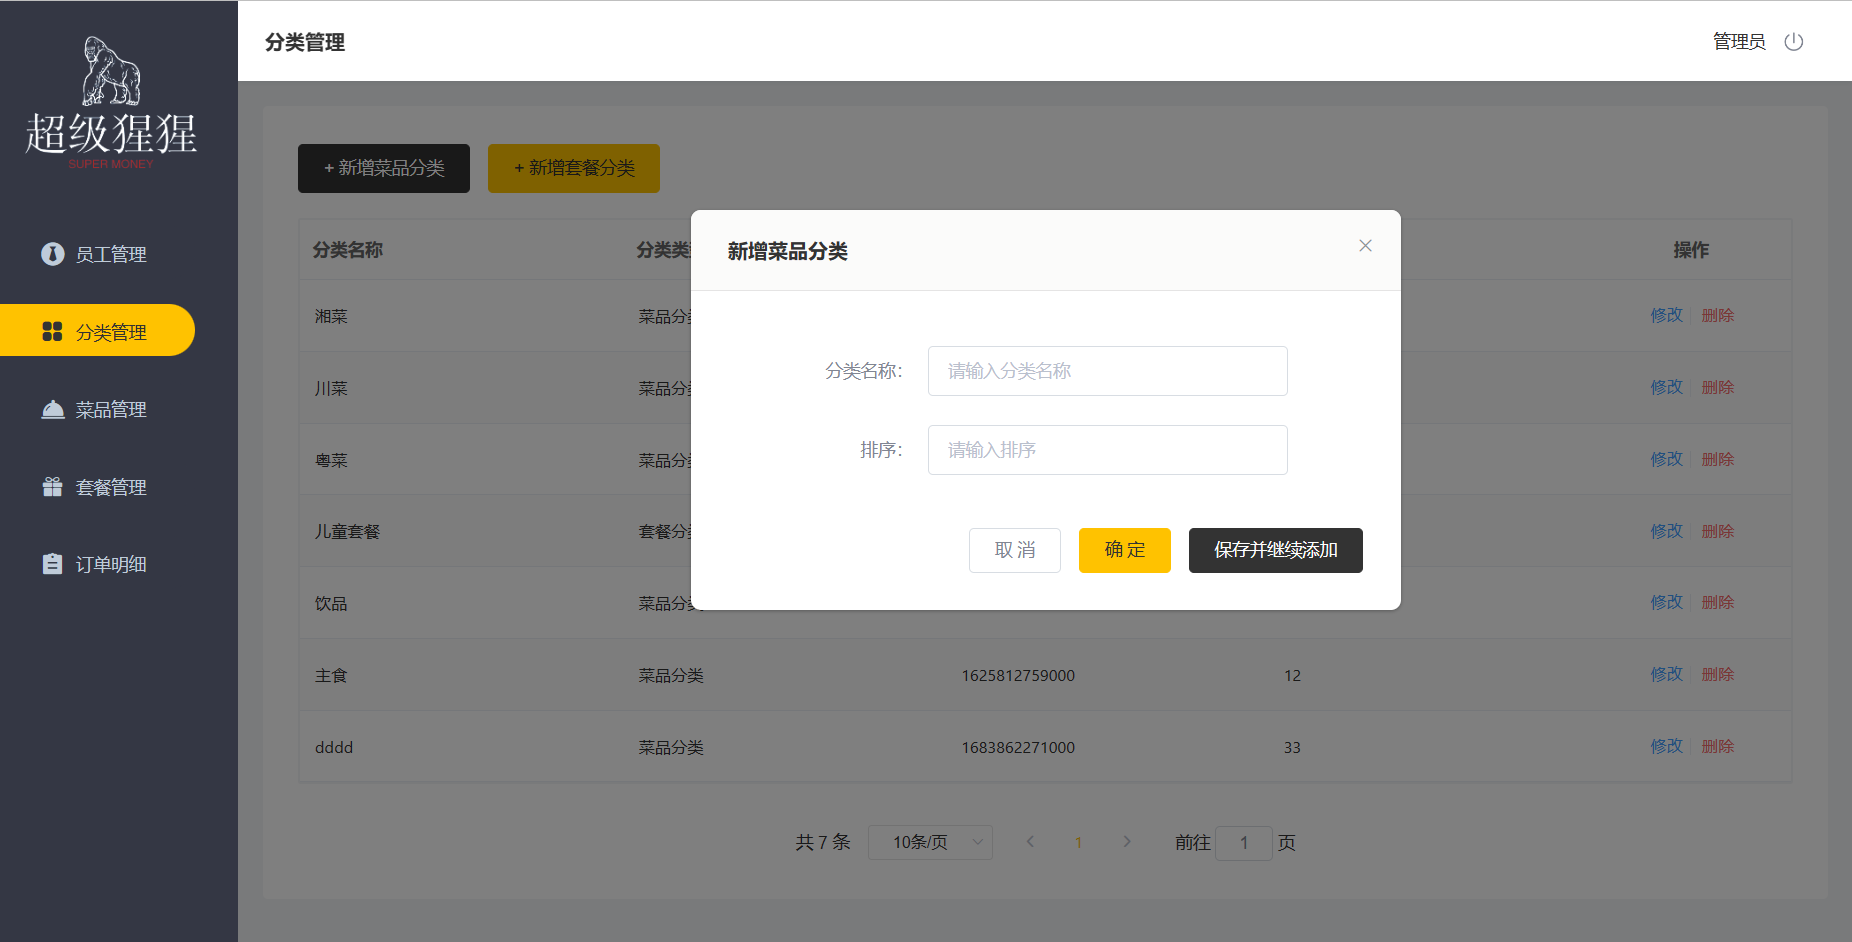 超级猩猩
SUPER MONEY
员工管理
分类管理
菜品管理
套餐管理
订单明细
分类管理
管理员
+ 新增菜品分类
+ 新增套餐分类
分类名称
分类类
操作
湘菜
菜品分
修改
删除
川菜
菜品分
修改
删除
粤菜
菜品分
修改
删除
儿童套餐
套餐分
修改
删除
饮品
菜品分
修改
删除
主食
菜品分类
1625812759000
12
修改
删除
dddd
菜品分类
1683862271000
33
修改
删除
共 7 条
10条/页
1
前往
1
页
新增菜品分类
分类名称:
请输入分类名称
排序:
请输入排序
取 消
确 定
保存并继续添加